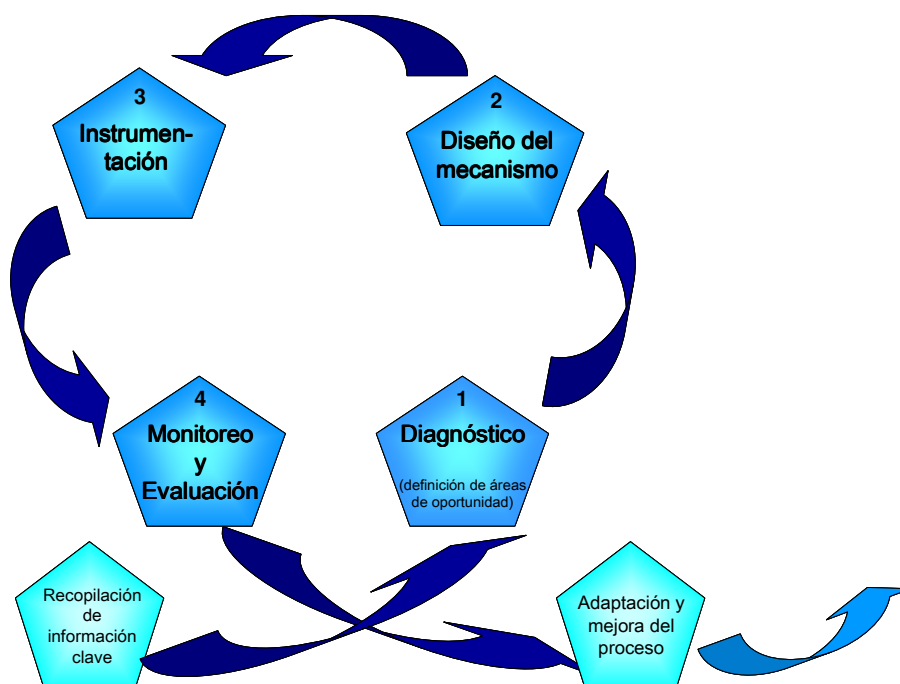 3
Instrumen-
tación
2
Diseño del
mecanismo
4
Monitoreo
y
Evaluación
1
Diagnóstico
(definición de áreas
de oportunidad)
Recopilación
de
información
clave
Adaptación y
mejora del
proceso